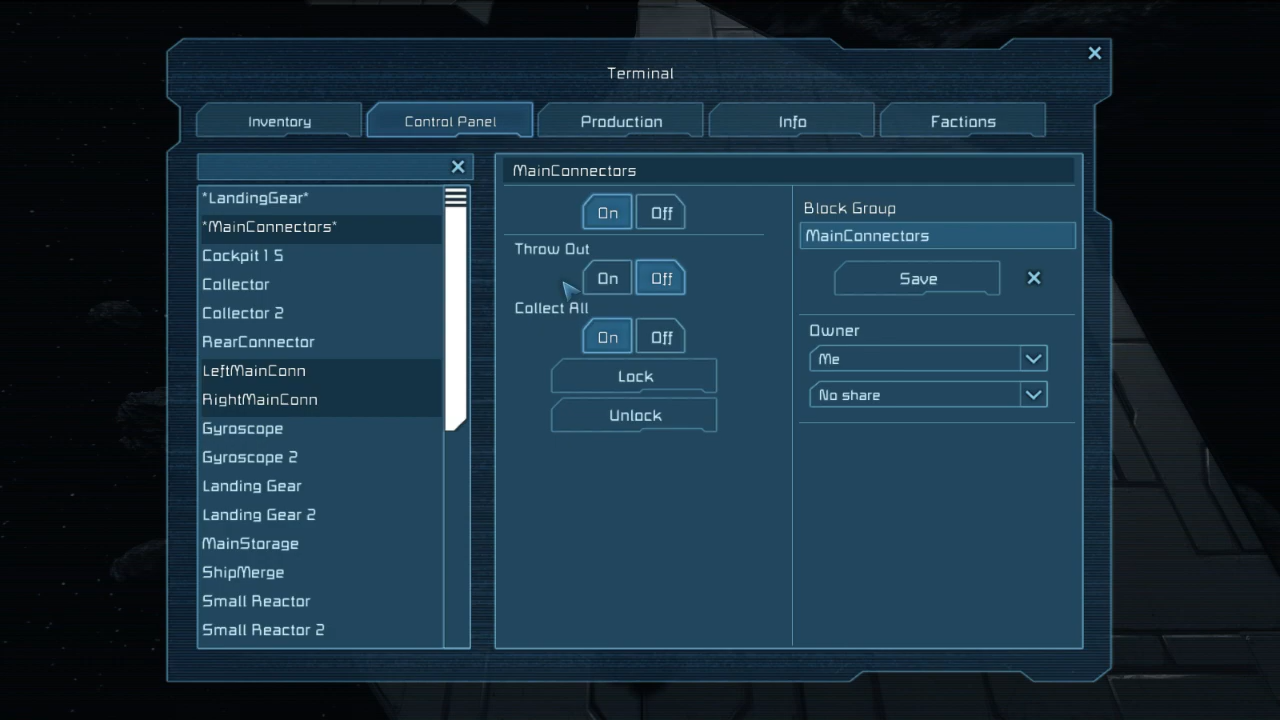 Terminal
Inventory
Control Panel
Production
Info
Factions
*LandingGear*
*MainConnectors*
Cockpit 1 5
Collector
Collector 2
RearConnector
LeftMainConn
RightMainConn
Gyroscope
Gyroscope 2
Landing Gear
Landing Gear 2
MainStorage
ShipMerge
Small Reactor
Small Reactor 2
MainConnectors
On Off
Throw Out
On Off
Collect All
On Off
Lock
Unlock
Block Group
MainConnectors
Save
Owner
Me
No share